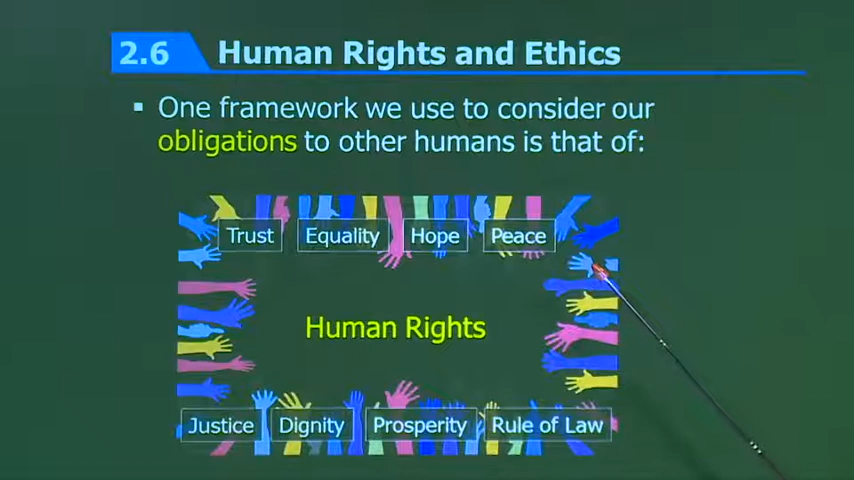 2.6 Human Rights and Ethics
▪ One framework we use to consider our
obligations to other humans is that of:
Trust Equality Hope Peace
Human Rights
Justice Dignity Prosperity Rule of Law